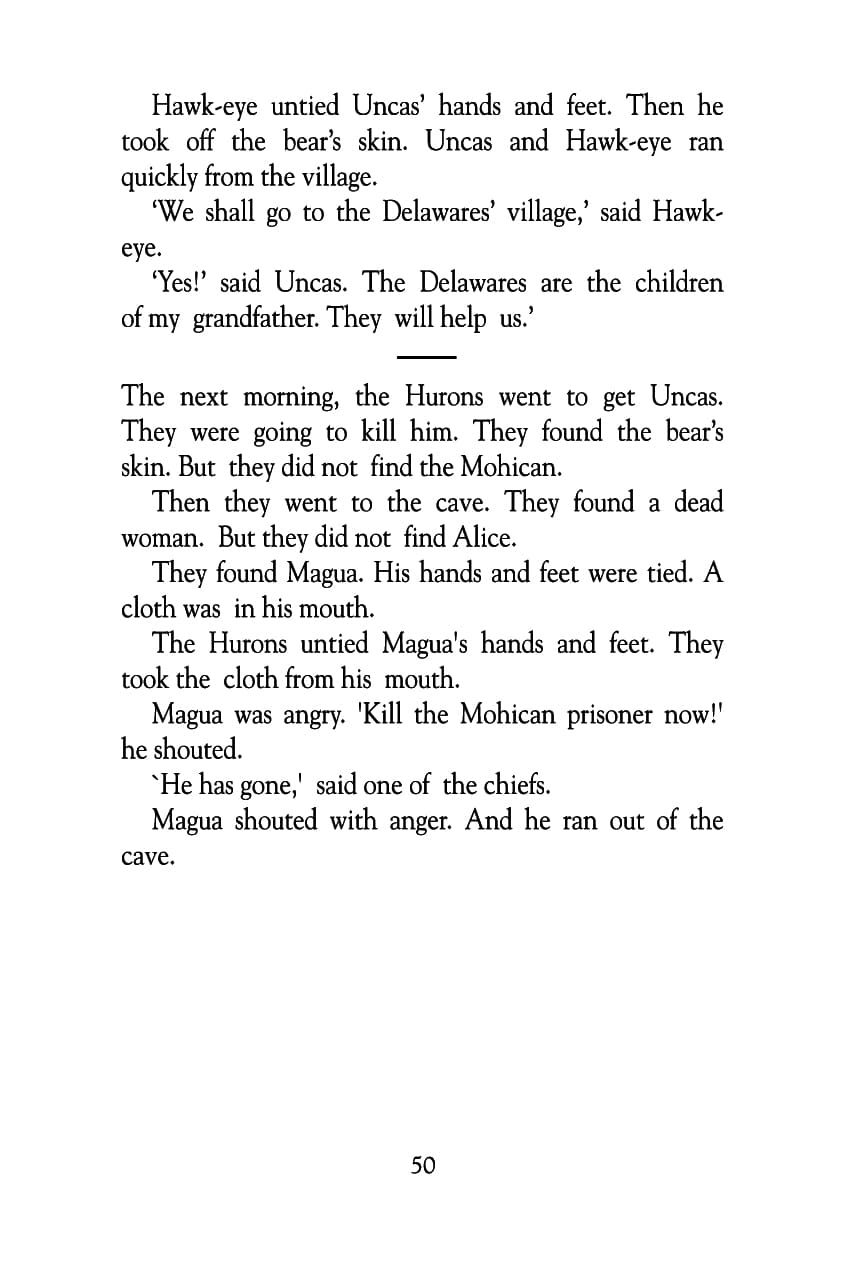 Hawk-eye untied Uncas’ hands and feet. Then he
took off the bear’s skin. Uncas and Hawk-eye ran
quickly from the village.
‘We shall go to the Delawares’ village,’ said Hawk-
eye.
‘Yes!’ said Uncas. The Delawares are the children
of my grandfather. They will help us.’
The next morning, the Hurons went to get Uncas.
They were going to kill him. They found the bear’s
skin. But they did not find the Mohican.
Then they went to the cave. They found a dead
woman. But they did not find Alice.
They found Magua. His hands and feet were tied. A
cloth was in his mouth.
The Hurons untied Magua's hands and feet. They
took the cloth from his mouth.
Magua was angry. 'Kill the Mohican prisoner now!'
he shouted.
`He has gone,' said one of the chiefs.
Magua shouted with anger. And he ran out of the
cave.
50